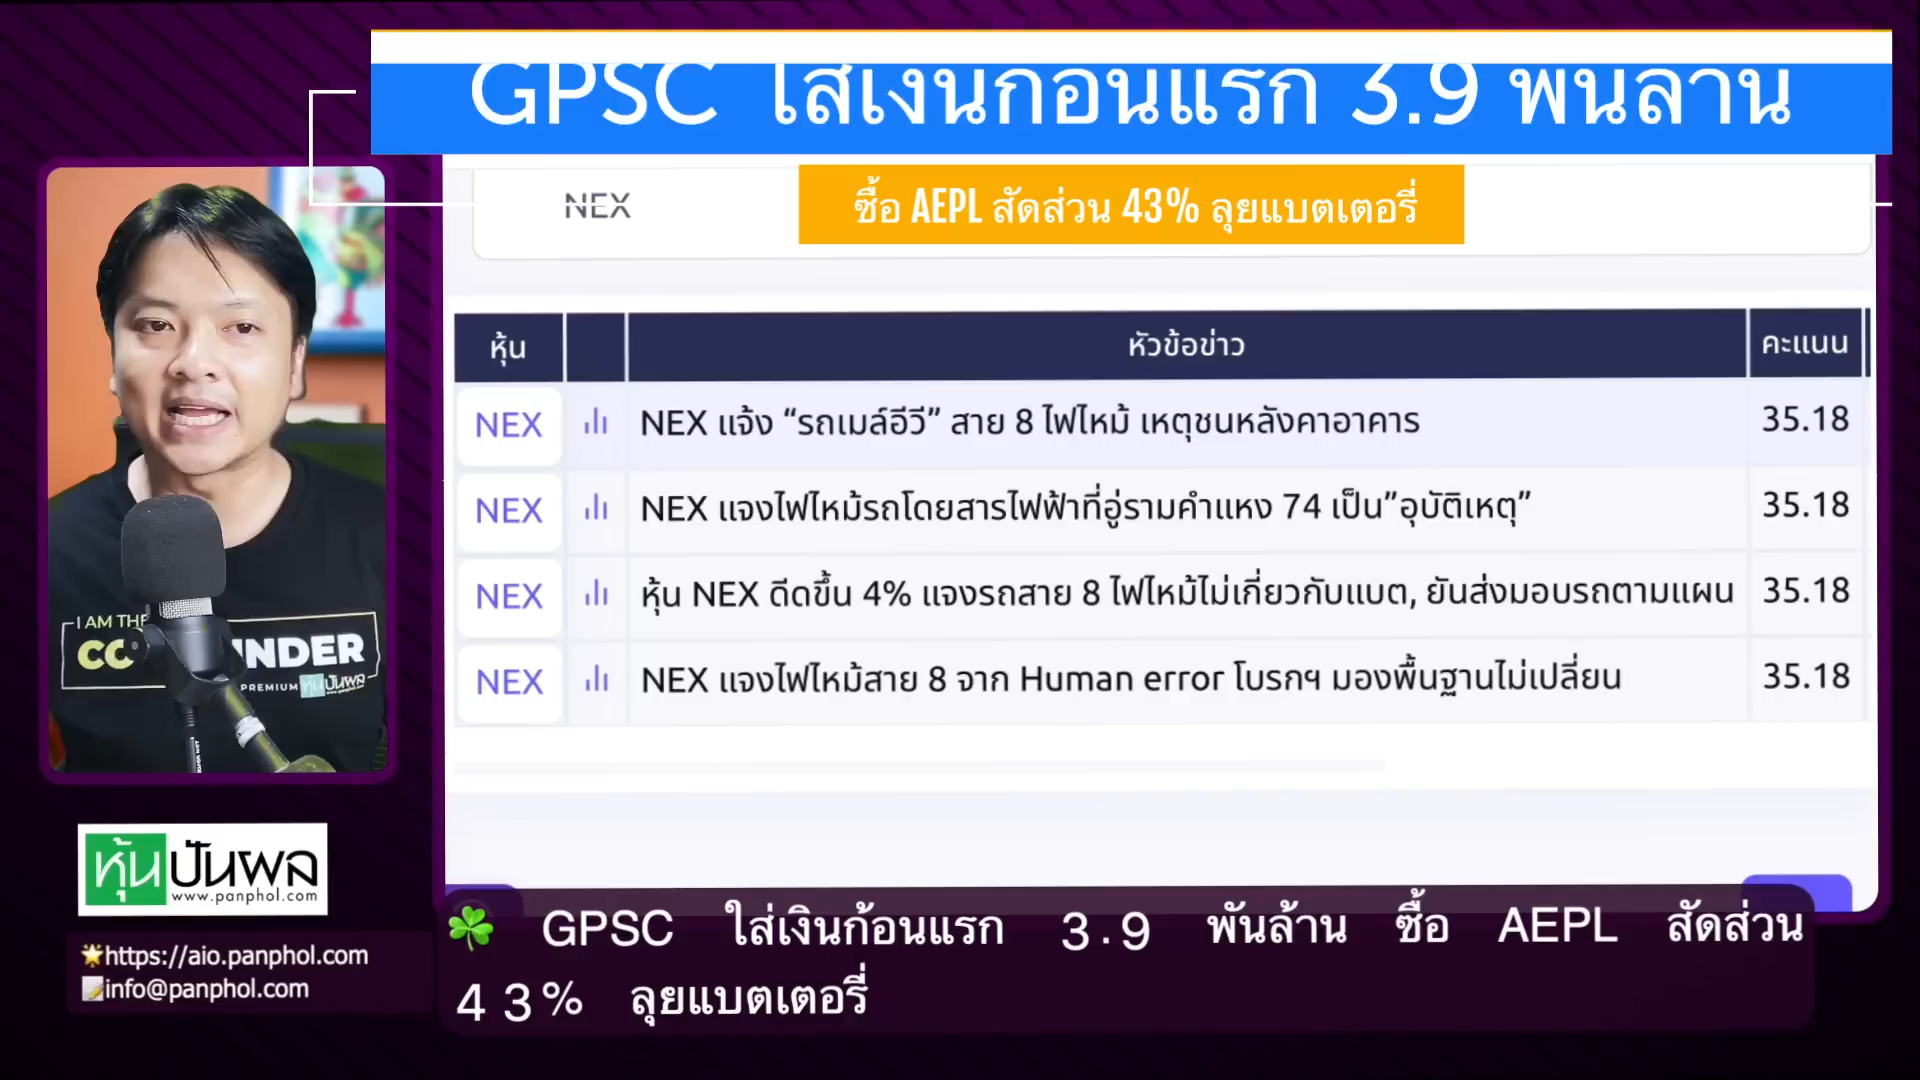 GPSC ใส่เงินก้อนแรก 3.9 พันล้าน
ซื้อ AEPL สัดส่วน 43% ลุยแบตเตอรี่
NEX
หุ้น หัวข้อข่าว คะแนน
NEX NEX แจ้ง “รถเมล์อีวี” สาย 8 ไฟไหม้ เหตุชนหลังคาอาคาร 35.18
NEX NEX แจงไฟไหม้รถโดยสารไฟฟ้าที่อู่รามคำแหง 74 เป็น”อุบัติเหตุ” 35.18
NEX หุ้น NEX ดีดขึ้น 4% แจงรถสาย 8 ไฟไหม้ไม่เกี่ยวกับแบต, ยันส่งมอบรถตามแผน 35.18
NEX NEX แจงไฟไหม้สาย 8 จาก Human error โบรกฯ มองพื้นฐานไม่เปลี่ยน 35.18
I AM THE
PREMIUM หุ้นปันผล
หุ้นปันผล
www.panphol.com
https://aio.panphol.com
info@panphol.com
GPSC ใส่เงินก้อนแรก 3.9 พันล้าน ซื้อ AEPL สัดส่วน
43% ลุยแบตเตอรี่